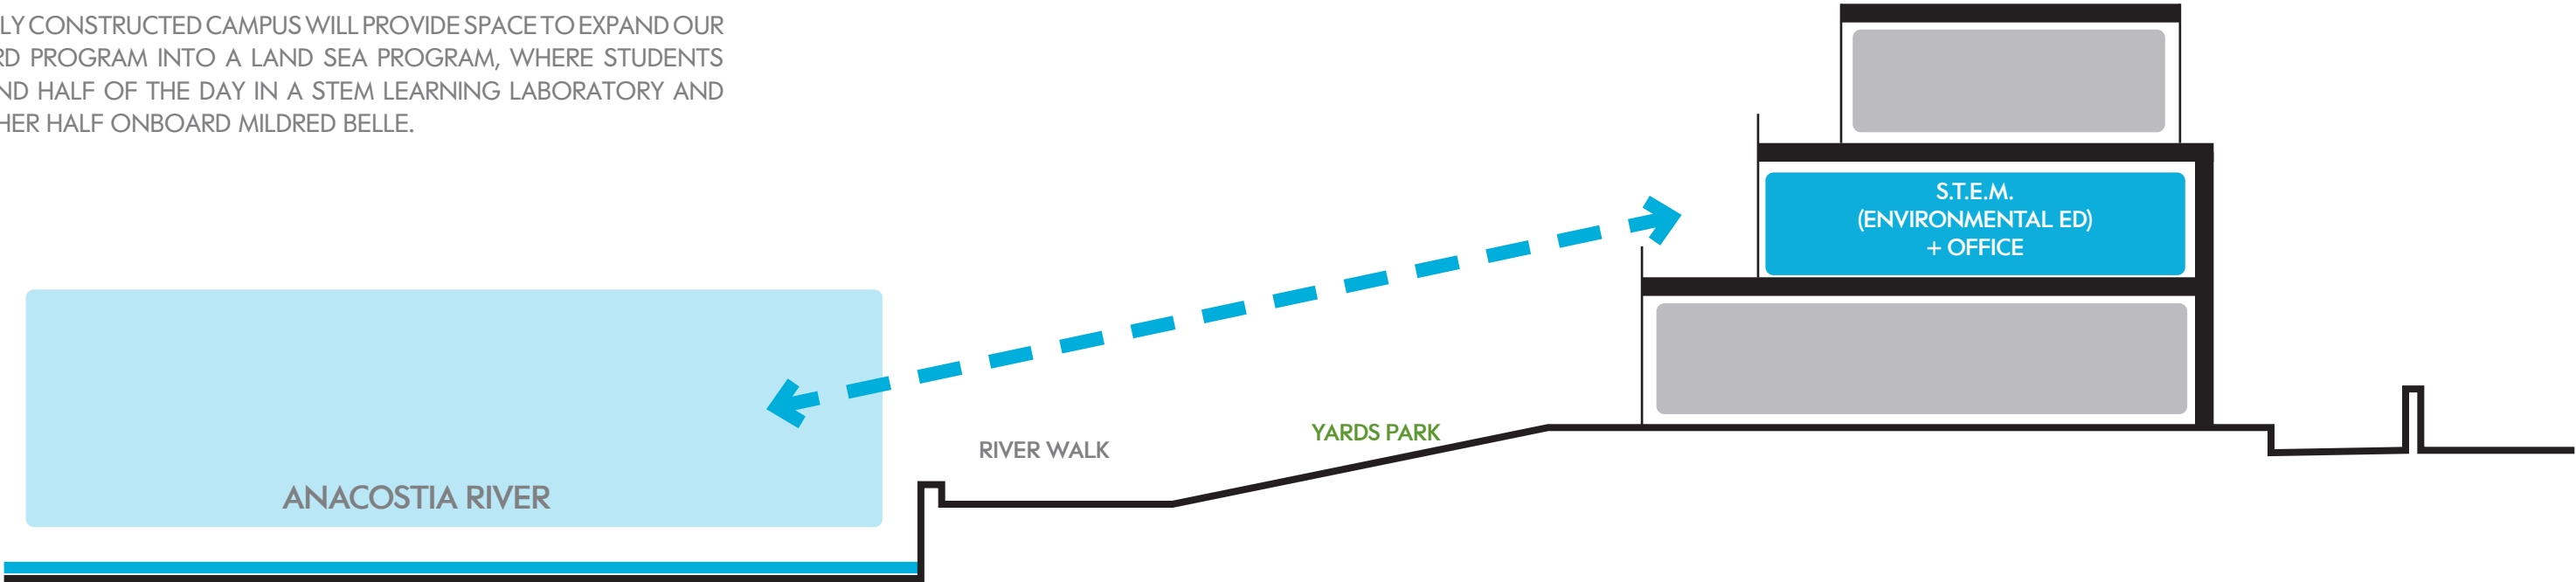 LY CONSTRUCTED CAMPUS WILL PROVIDE SPACE TO EXPAND OUR
RD PROGRAM INTO A LAND SEA PROGRAM, WHERE STUDENTS
ND HALF OF THE DAY IN A STEM LEARNING LABORATORY AND
HER HALF ONBOARD MILDRED BELLE.
S.T.E.M.
(ENVIRONMENTAL ED)
+ OFFICE
YARDS PARK
RIVER WALK
ANACOSTIA RIVER